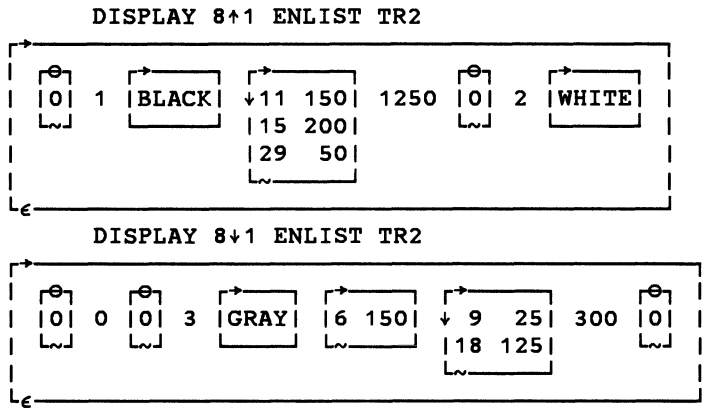 DISPLAY 8↑1 ENLIST TR2
┌→─────────────────────────────────────────────┐
| ┌⊖┐   ┌→────┐ ┌→─────┐      ┌⊖┐   ┌→────┐ |
| |0| 1 |BLACK| ↓11 150| 1250 |0| 2 |WHITE| |
| └~┘   └─────┘ |15 200|      └~┘   └─────┘ |
|               |29  50|                    |
|               └~─────┘                    |
└∊─────────────────────────────────────────────┘
DISPLAY 8↓1 ENLIST TR2
┌→───────────────────────────────────────────────┐
| ┌⊖┐   ┌⊖┐   ┌→───┐ ┌→────┐ ┌→─────┐     ┌⊖┐ |
| |0| 0 |0| 3 |GRAY| |6 150| ↓ 9  25| 300 |0| |
| └~┘   └~┘   └────┘ └~────┘ |18 125|     └~┘ |
|                            └~─────┘         |
└∊───────────────────────────────────────────────┘